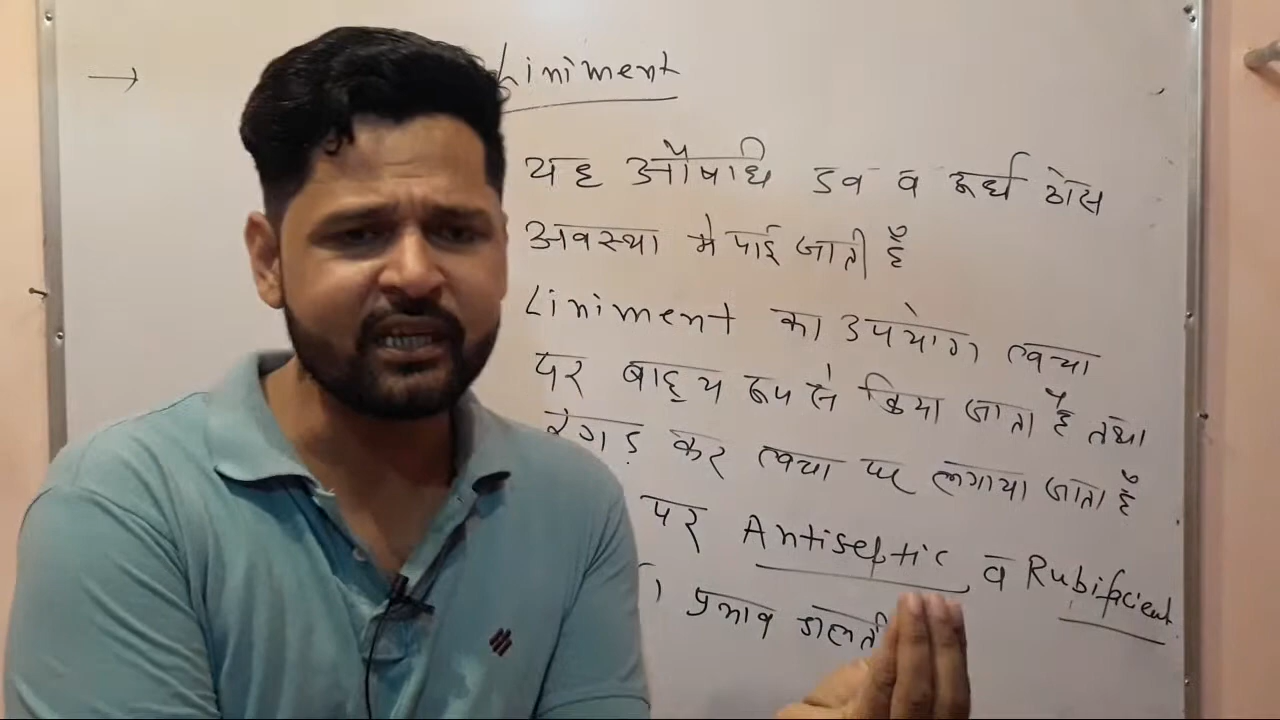 → Liniment
यह औषधि द्रव व अर्ध ठोस
अवस्था मे पाई जाती है
Liniment का उपयोग त्वचा
पर बाह्य रूप से किया जाता है तथा
रगड़ कर त्वचा पर लगाया जाता है
पर Antiseptic व Rubifacient
प्रभाव डालती